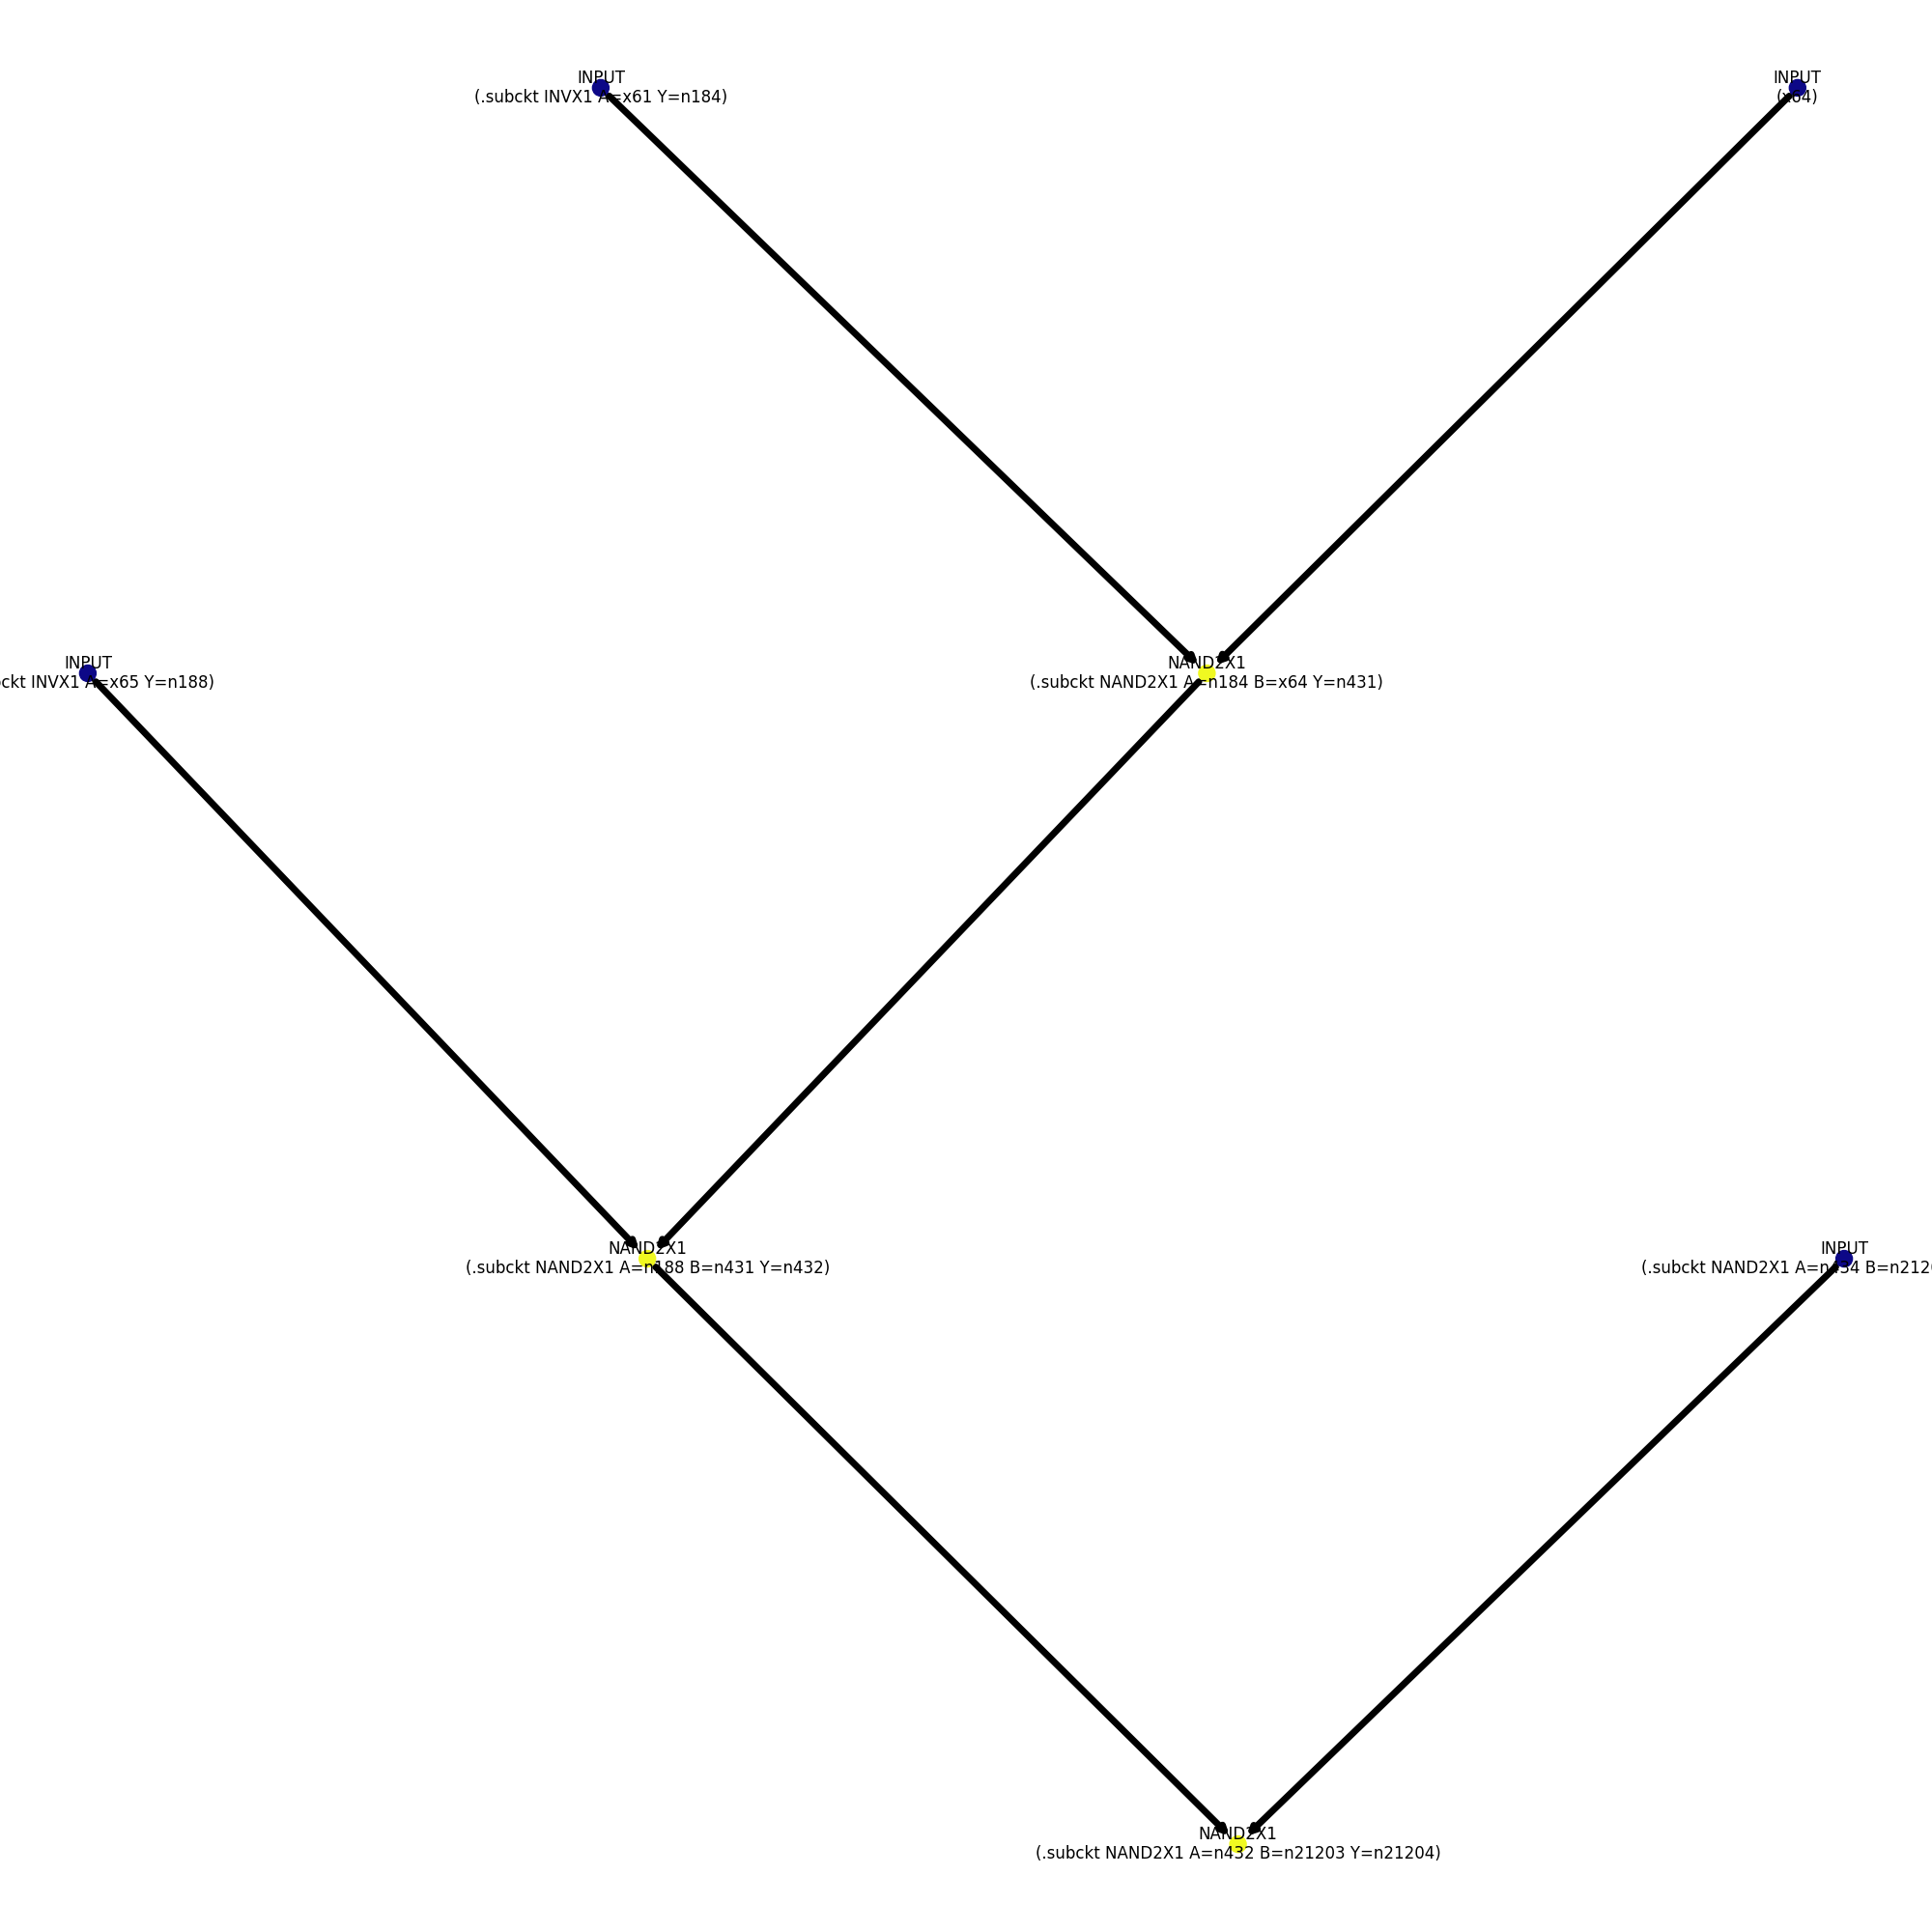 INPUT
(.subckt INVX1 A=x61 Y=n184)
INPUT
(x64)
INPUT
ckt INVX1 A=x65 Y=n188)
NAND2X1
(.subckt NAND2X1 A=n184 B=x64 Y=n431)
NAND2X1
(.subckt NAND2X1 A=n188 B=n431 Y=n432)
INPUT
(.subckt NAND2X1 A=n434 B=n212
NAND2X1
(.subckt NAND2X1 A=n432 B=n21203 Y=n21204)